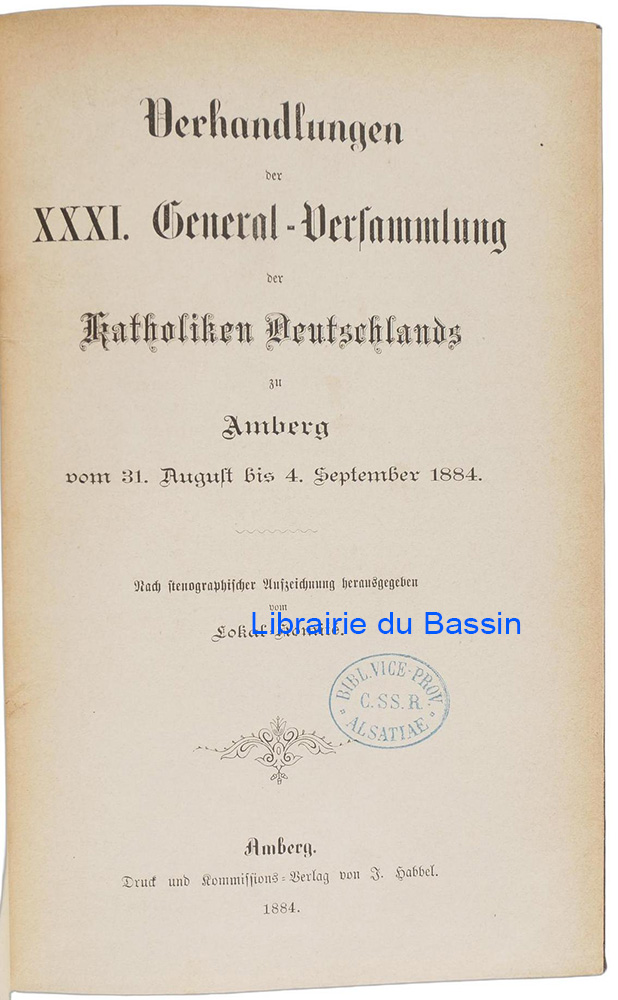 Verhandlungen
der
XXXI. General-Versammlung
der
Katholiken Deutschlands
zu
Amberg
vom 31. August bis 4. September 1884.
Nach stenographischer Aufzeichnung herausgegeben
vom
Lokal-Komite.
Librairie du Bassin
BIBL. VICE-PROV.
C.SS.R
ALSATIAE
Amberg.
Druck und Kommissions-Verlag von J. Habbel.
1884.